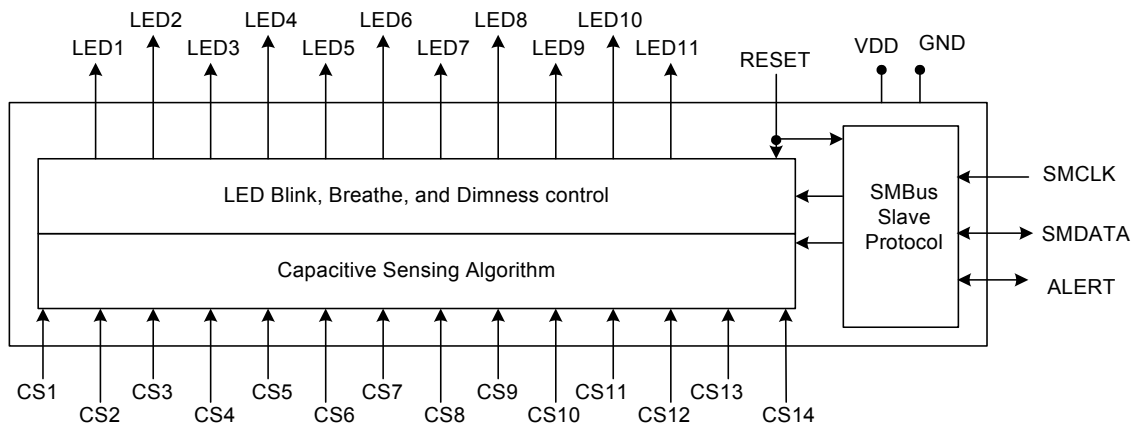 LED2 LED4 LED6 LED8 LED10
LED1 LED3 LED5 LED7 LED9 LED11
RESET
VDD
GND
LED Blink, Breathe, and Dimness control
Capacitive Sensing Algorithm
SMBus
Slave
Protocol
SMCLK
SMDATA
ALERT
CS1 CS3 CS5 CS7 CS9 CS11 CS13
CS2 CS4 CS6 CS8 CS10 CS12 CS14